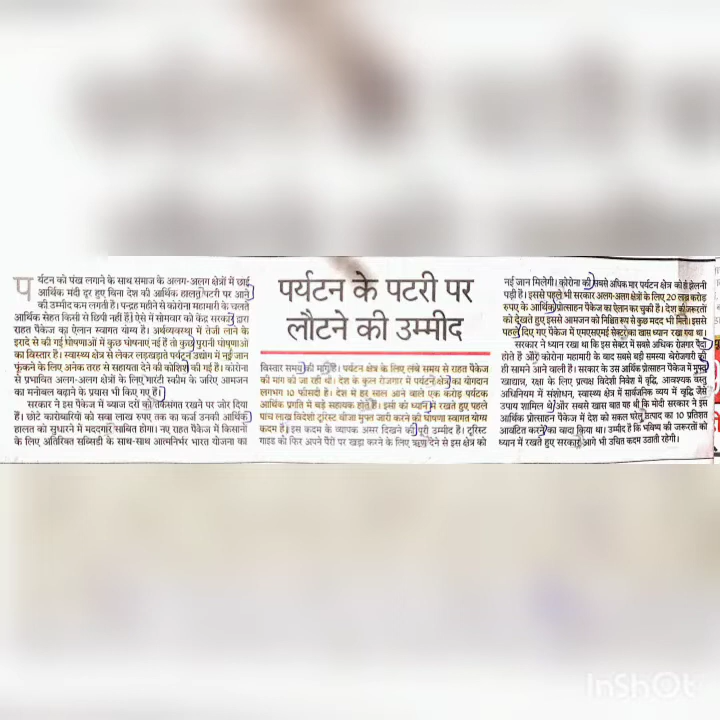 पर्यटन को पंख लगाने के साथ समाज के अलग-अलग क्षेत्रों में छाई
आर्थिक मंदी दूर हुए बिना देश की आर्थिक हालत पटरी पर आने
की उम्मीद कम लगती है। पन्द्रह महीने से कोरोना महामारी के चलते
आर्थिक सेहत किसी से छिपी नहीं है। ऐसे में सोमवार को केंद्र सरकार द्वारा
राहत पैकेज का ऐलान स्वागत योग्य है। अर्थव्यवस्था में तेजी लाने के
इरादे से की गई घोषणाओं में कुछ घोषणाएं नई हैं तो कुछ पुरानी घोषणाओं
का विस्तार है। स्वास्थ्य क्षेत्र से लेकर लड़खड़ाते पर्यटन उद्योग में नई जान
फूंकने के लिए अनेक तरह से सहायता देने की कोशिश की गई है। कोरोना
से प्रभावित अलग-अलग क्षेत्रों के लिए गारंटी स्कीम के जरिए आमजन
का मनोबल बढ़ाने के प्रयास भी किए गए हैं।
सरकार ने इस पैकेज में ब्याज दरों को तर्कसंगत रखने पर जोर दिया
है। छोटे कारोबारियों को सवा लाख रुपए तक का कर्जा उनकी आर्थिक
हालत को सुधारने में मददगार साबित होगा। नए राहत पैकेज में किसानों
के लिए अतिरिक्त सब्सिडी के साथ-साथ आत्मनिर्भर भारत योजना का
पर्यटन के पटरी पर
लौटने की उम्मीद
विस्तार समय की मांग है। पर्यटन क्षेत्र के लिए लंबे समय से राहत पैकेज
की मांग की जा रही थी। देश के कुल रोजगार में पर्यटन क्षेत्र का योगदान
लगभग 10 फीसदी है। देश में हर साल आने वाले एक करोड़ पर्यटक
आर्थिक प्रगति में बड़े सहायक होते हैं। इसी को ध्यान में रखते हुए पहले
पांच लाख विदेशी टूरिस्ट वीजा मुफ्त जारी करने की घोषणा स्वागत योग्य
कदम है। इस कदम के व्यापक असर दिखने की पूरी उम्मीद है। टूरिस्ट
गाइड को फिर अपने पैरों पर खड़ा करने के लिए ऋण देने से इस क्षेत्र को
नई जान मिलेगी। कोरोना की सबसे अधिक मार पर्यटन क्षेत्र को ही झेलनी
पड़ी है। इससे पहले भी सरकार अलग-अलग क्षेत्रों के लिए 20 लाख करोड़
रुपए के आर्थिक प्रोत्साहन पैकेज का ऐलान कर चुकी है। देश की जरूरतों
को देखते हुए इससे आमजन को निश्चित रूप से कुछ मदद भी मिली। इससे
पहले दिए गए पैकेज में एमएसएमई सेक्टर का खास ध्यान रखा गया था।
सरकार ने ध्यान रखा था कि इस सेक्टर में सबसे अधिक रोजगार पैदा
होते हैं और कोरोना महामारी के बाद सबसे बड़ी समस्या बेरोजगारी की
ही सामने आने वाली है। सरकार के उस आर्थिक प्रोत्साहन पैकेज में मुफ्त
खाद्यान्न, रक्षा के लिए प्रत्यक्ष विदेशी निवेश में वृद्धि, आवश्यक वस्तु
अधिनियम में संशोधन, स्वास्थ्य क्षेत्र में सार्वजनिक व्यय में वृद्धि जैसे
उपाय शामिल थे और सबसे खास बात यह थी कि मोदी सरकार ने इस
आर्थिक प्रोत्साहन पैकेज में देश को सकल घरेलू उत्पाद का 10 प्रतिशत
आवंटित करने का वादा किया था। उम्मीद है कि भविष्य की जरूरतों को
ध्यान में रखते हुए सरकार आगे भी उचित कदम उठाती रहेगी।
InShOt